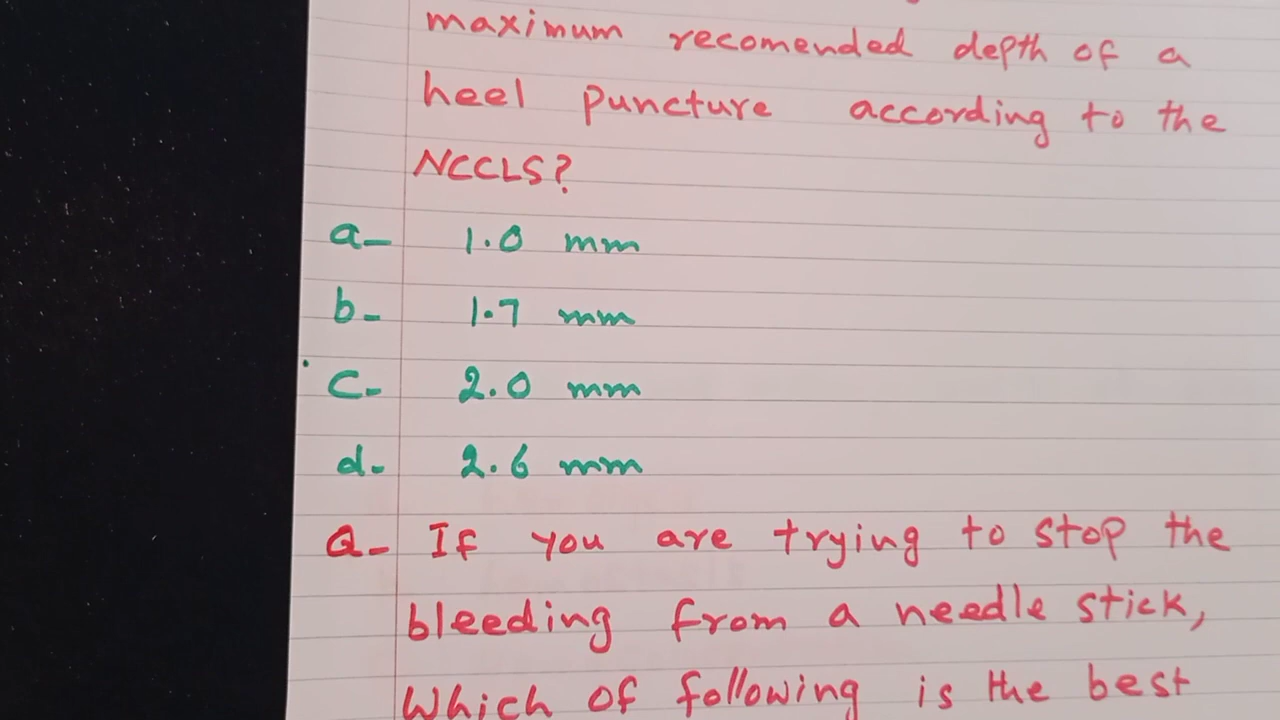 maximum recomended depth of a
heel puncture according to the
NCCLS?
a- 1.0 mm
b- 1.7 mm
c- 2.0 mm
d- 2.6 mm
Q- If you are trying to stop the
bleeding from a needle stick,
Which of following is the best